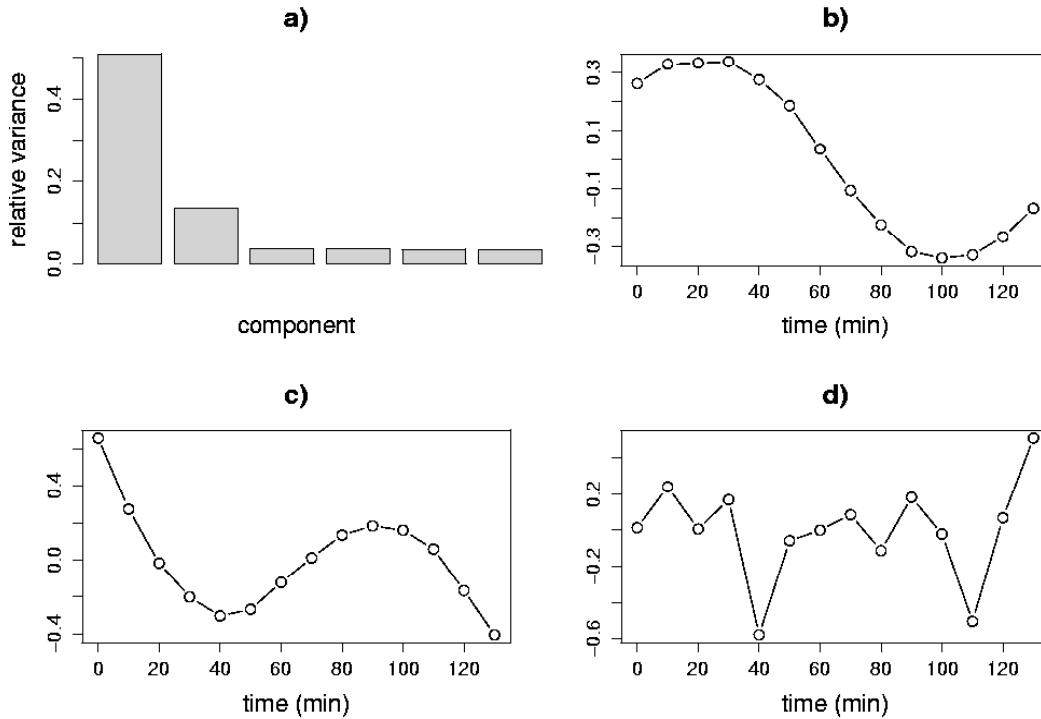 a)
relative variance
0.0 0.2 0.4
component
b)
-0.3 -0.1 0.1 0.3
0 20 40 60 80 100 120
time (min)
c)
-0.4 0.0 0.4
0 20 40 60 80 100 120
time (min)
d)
-0.6 -0.2 0.2
0 20 40 60 80 100 120
time (min)